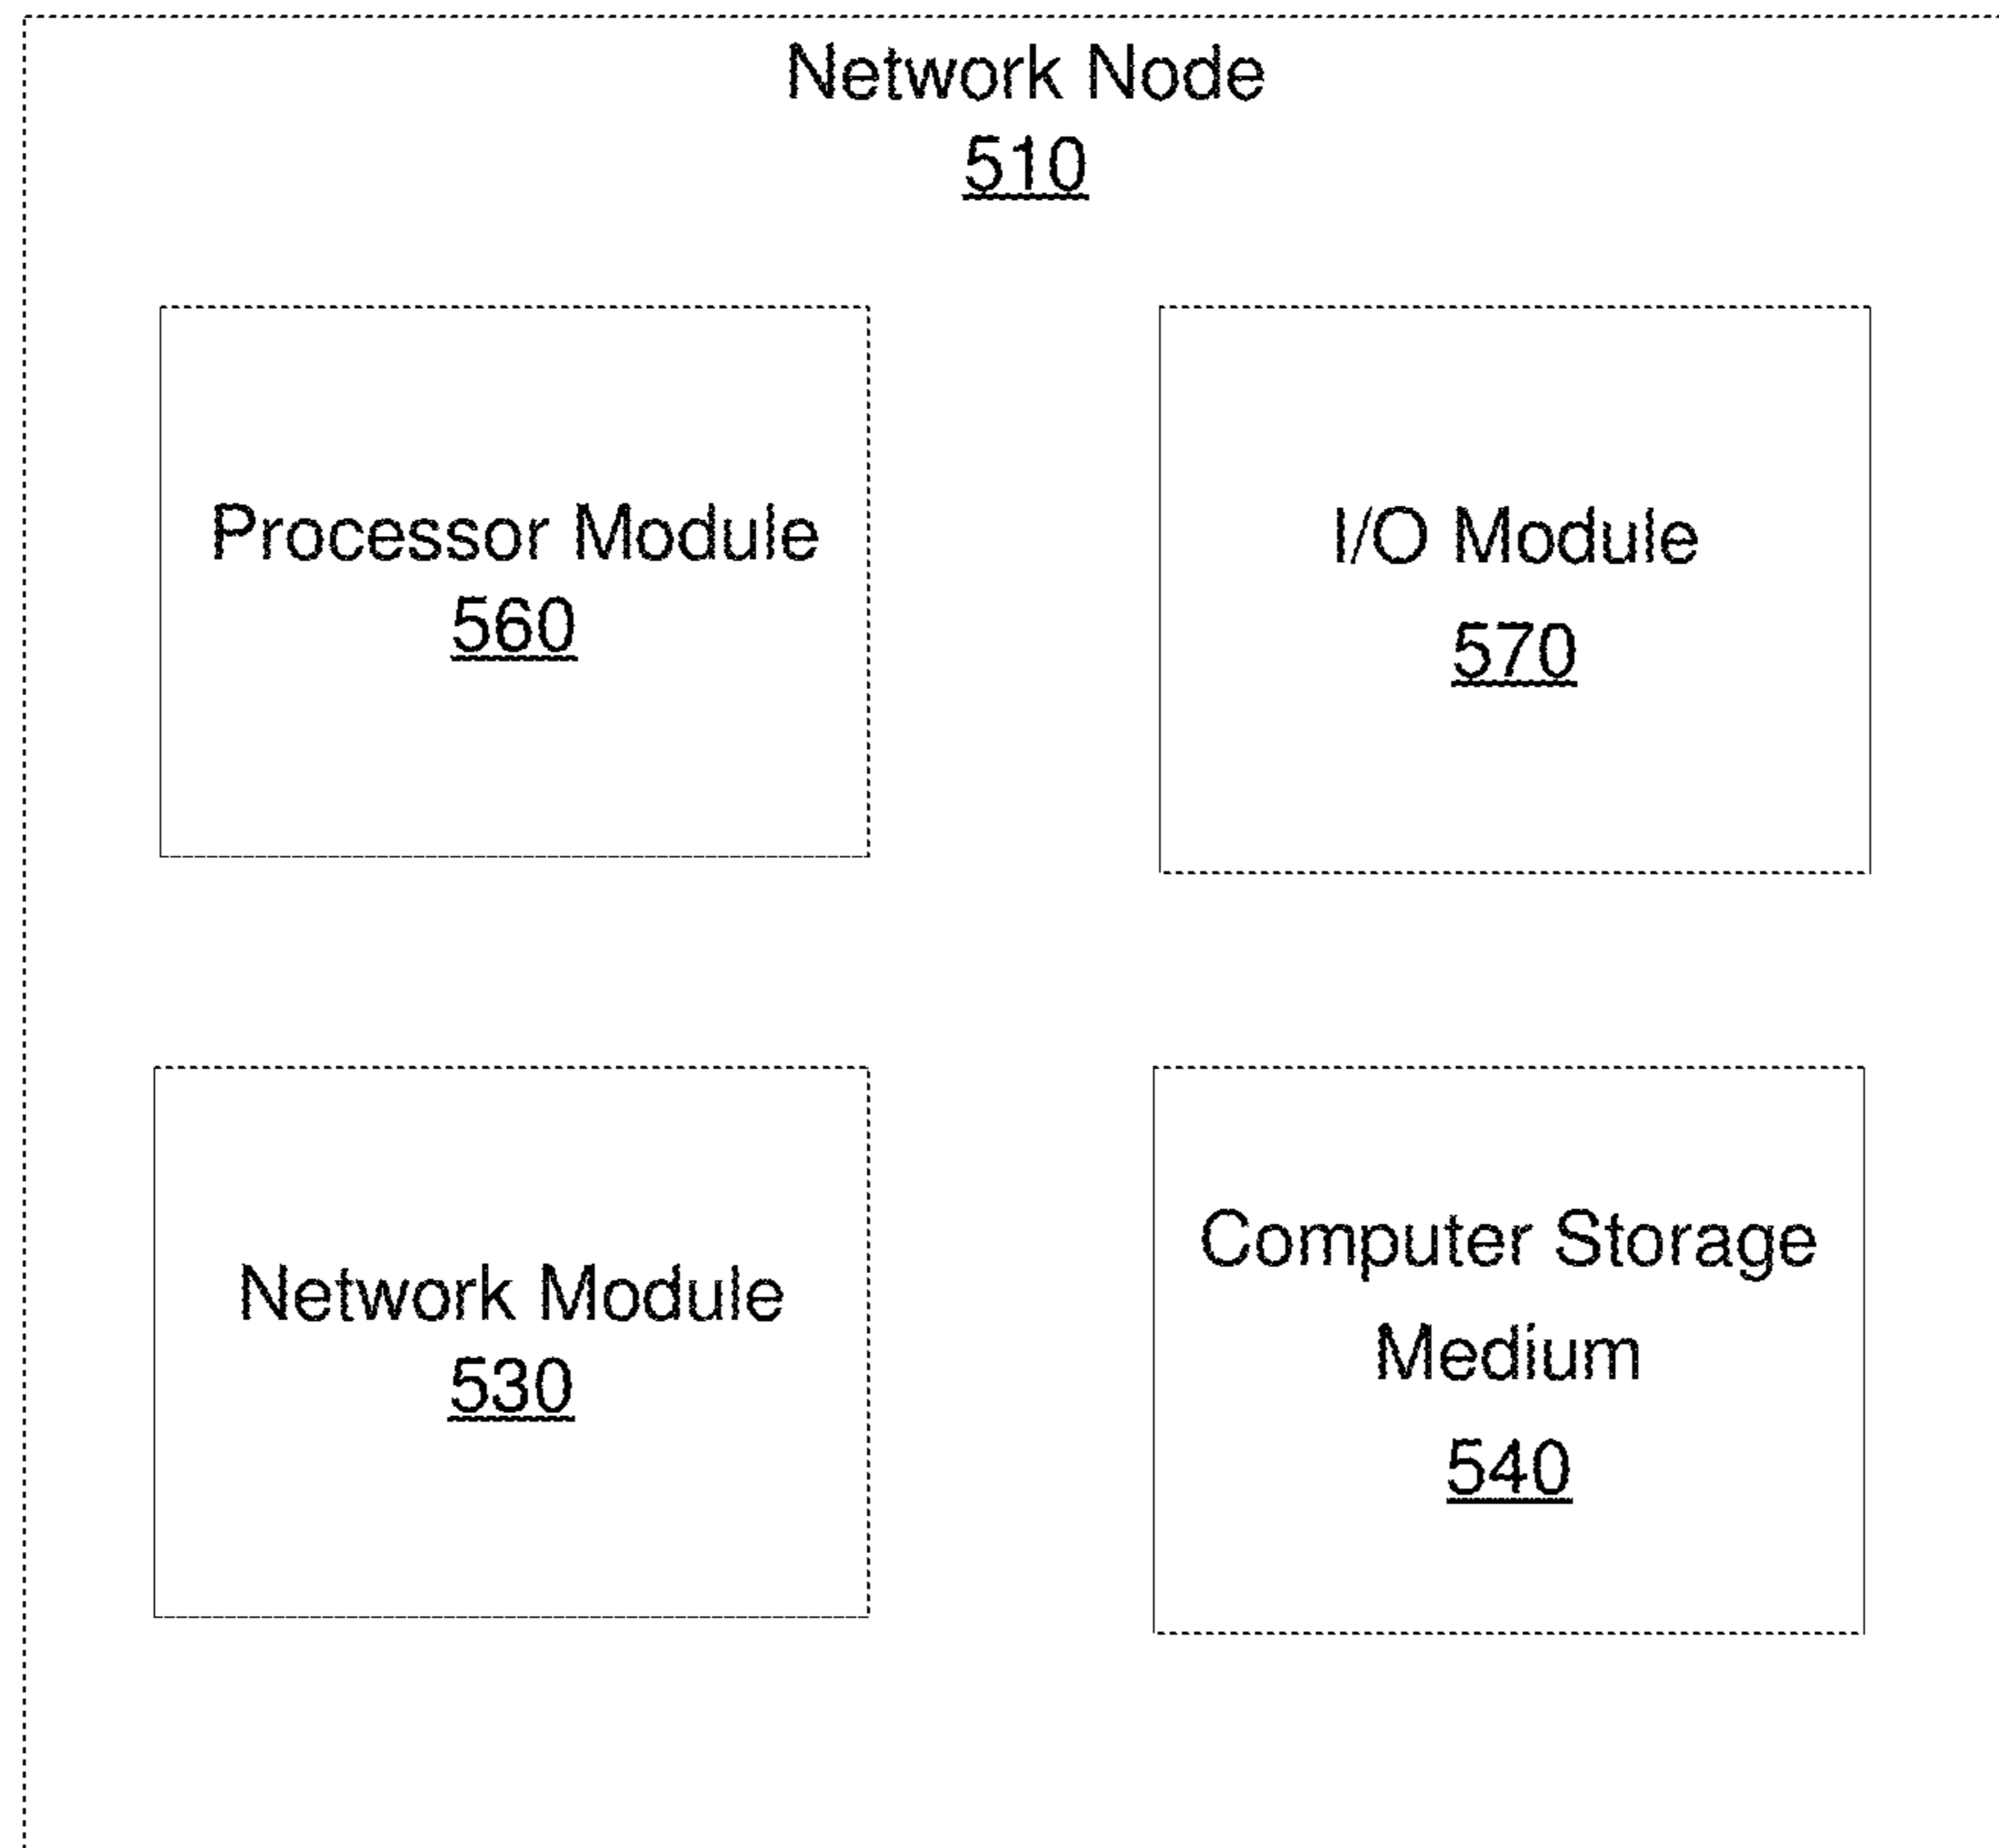 Network Node
510
Processor Module
560
I/O Module
570
Network Module
530
Computer Storage
Medium
540